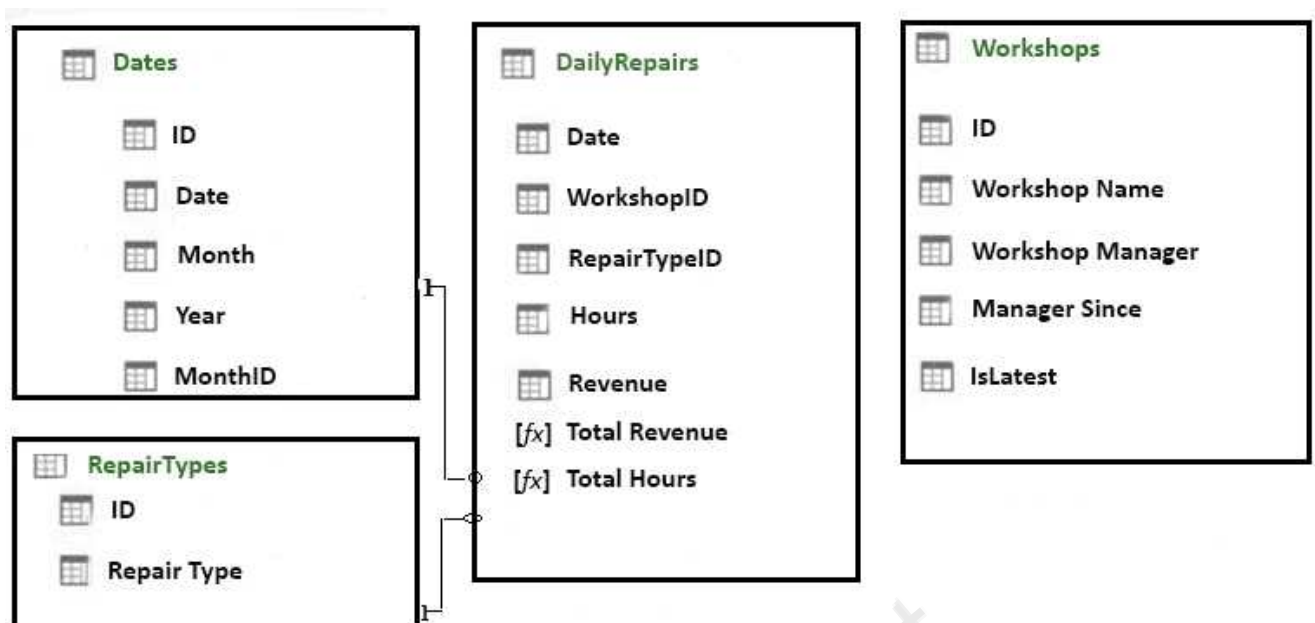 Dates
ID
Date
Month
Year
MonthID
RepairTypes
ID
Repair Type
DailyRepairs
Date
WorkshopID
RepairTypeID
Hours
Revenue
[fx] Total Revenue
[fx] Total Hours
Workshops
ID
Workshop Name
Workshop Manager
Manager Since
IsLatest
1
1